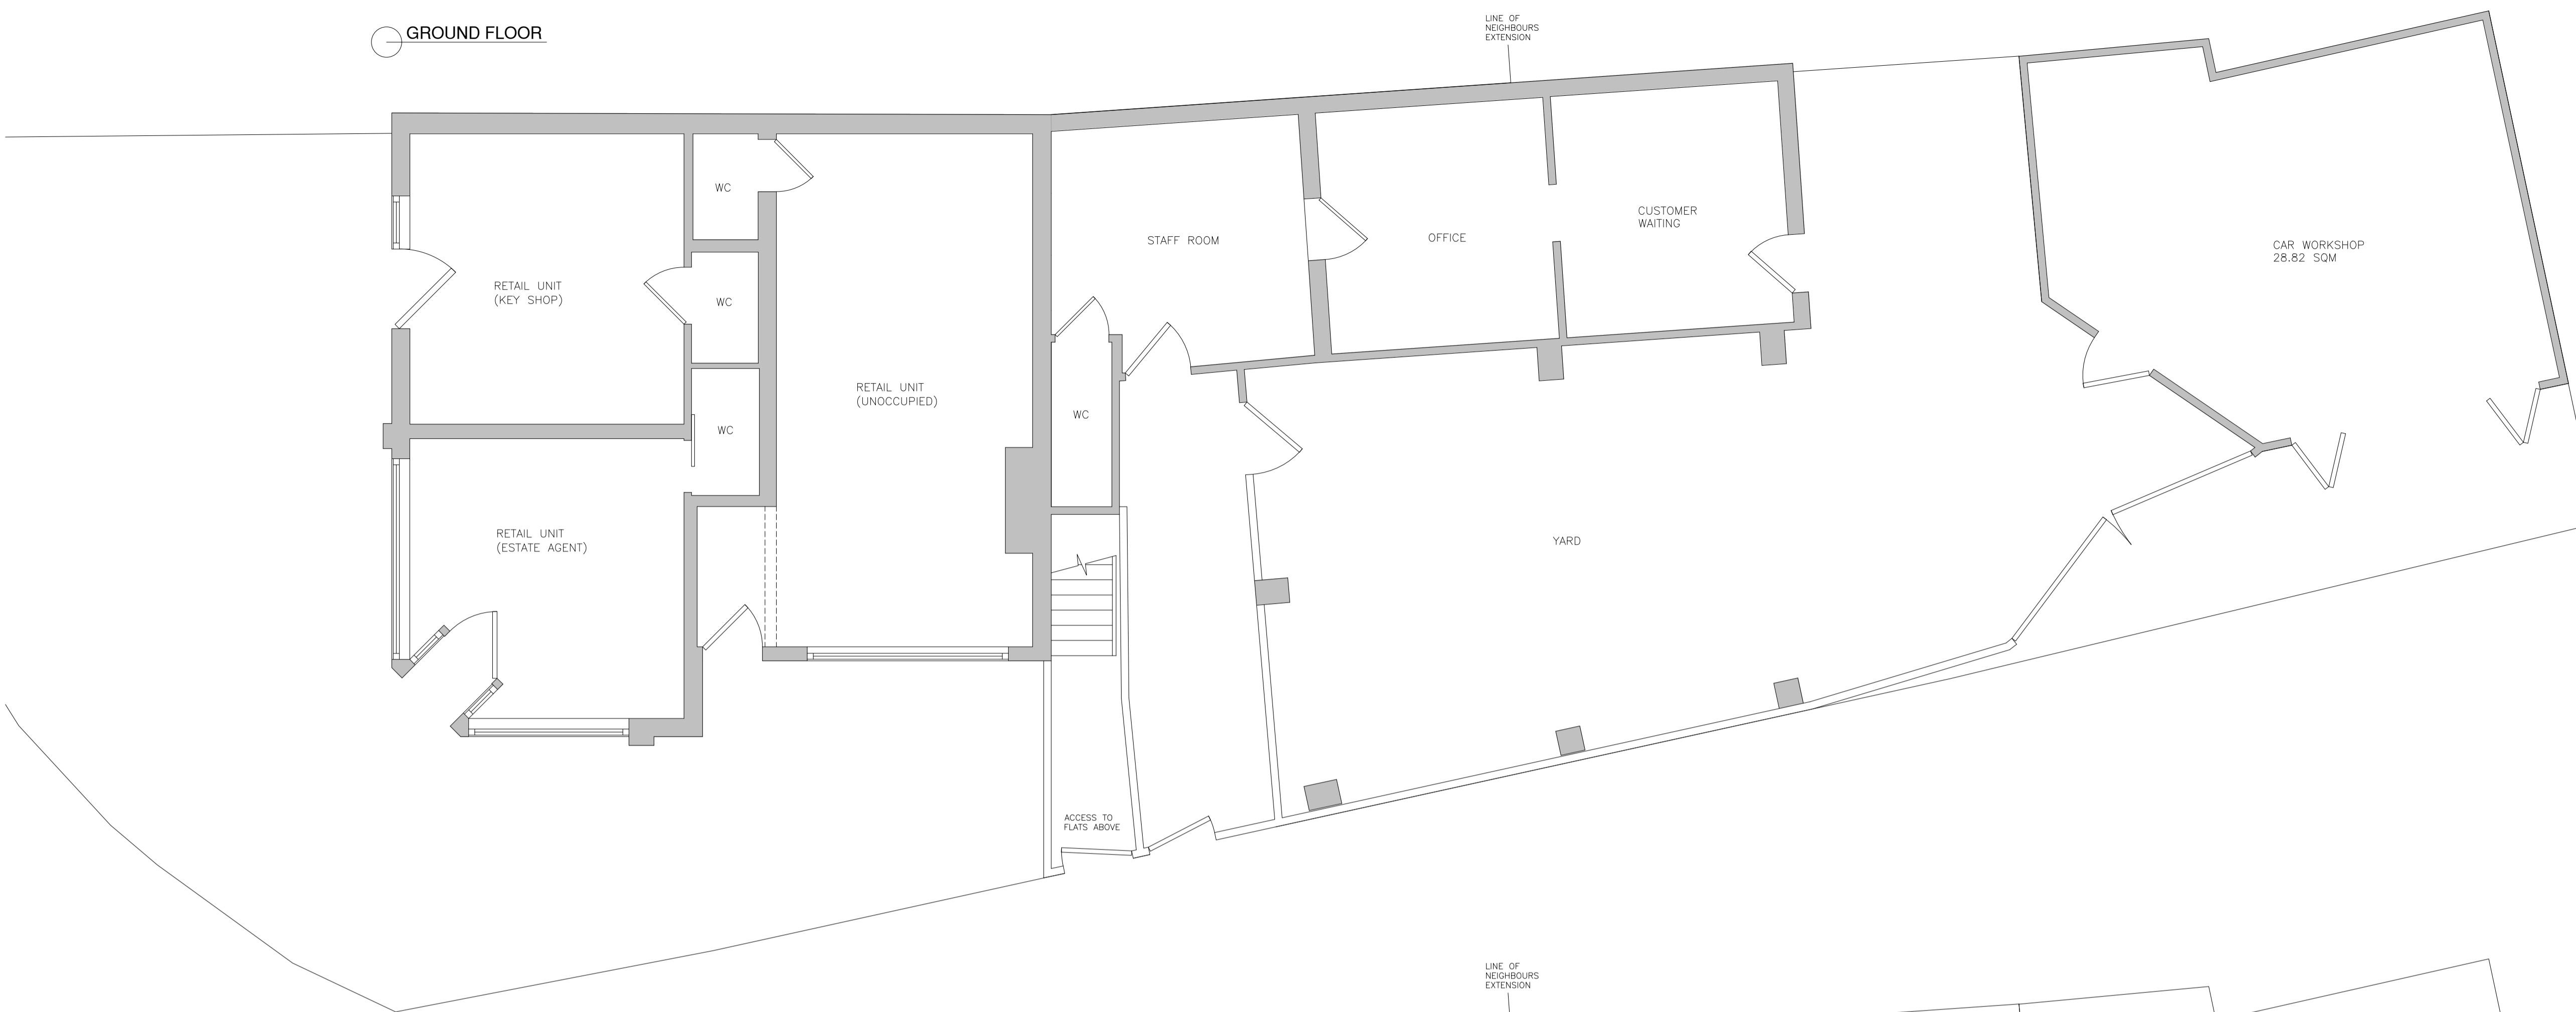 GROUND FLOOR
LINE OF
NEIGHBOURS
EXTENSION
WC
RETAIL UNIT
(KEY SHOP)
WC
WC
RETAIL UNIT
(ESTATE AGENT)
RETAIL UNIT
(UNOCCUPIED)
STAFF ROOM
WC
OFFICE
CUSTOMER
WAITING
CAR WORKSHOP
28.82 SQM
YARD
ACCESS TO
FLATS ABOVE
LINE OF
NEIGHBOURS
EXTENSION